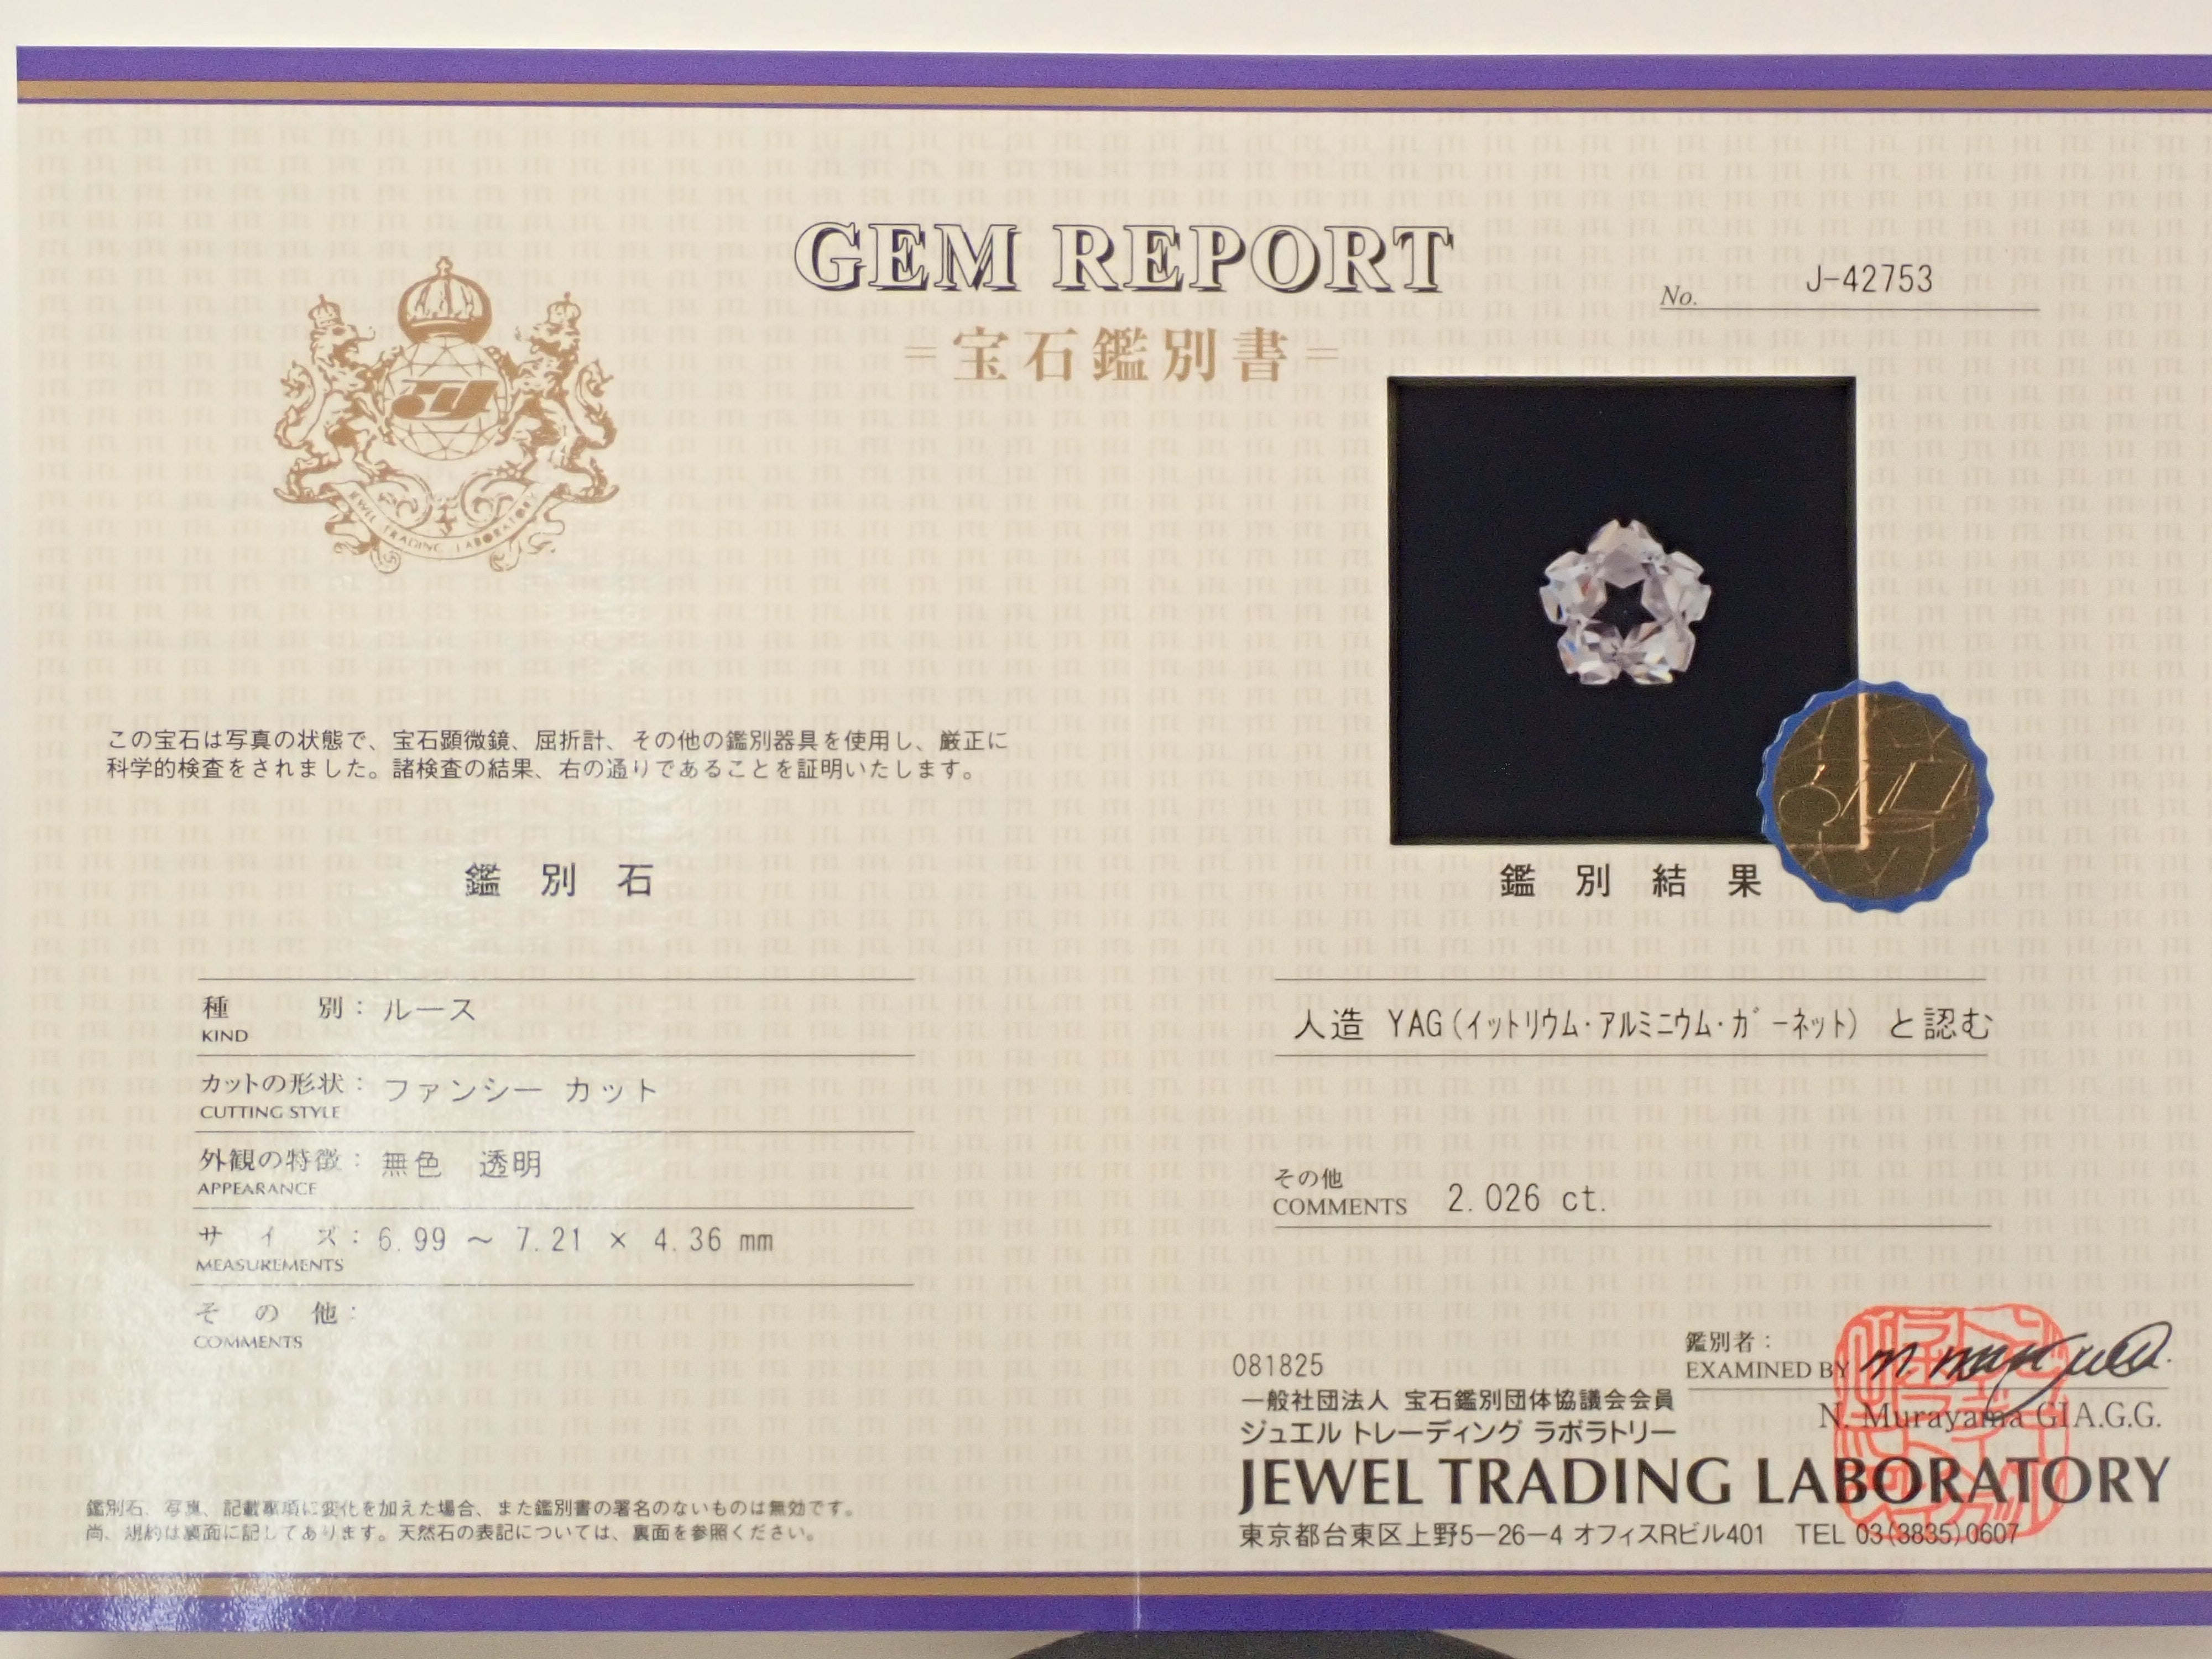 GEM REPORT
No. J-42753
=宝石鑑別書=
JEWEL TRADING LABORATORY
この宝石は写真の状態で、宝石顕微鏡、屈折計、その他の鑑別器具を使用し、厳正に
科学的検査をされました。諸検査の結果、右の通りであることを証明いたします。
鑑別石
種別:ルース
KIND
カットの形状:ファンシー カット
CUTTING STYLE
外観の特徴:無色 透明
APPEARANCE
サイズ:6.99 ~ 7.21 × 4.36 mm
MEASUREMENTS
その他:
COMMENTS
鑑別石、写真、記載事項に変化を加えた場合、また鑑別書の署名のないものは無効です。
尚、規約は裏面に記してあります。天然石の表記については、裏面を参照ください。
鑑別結果
人造 YAG(イットリウム・アルミニウム・ガーネット) と認む
その他
COMMENTS 2.026 ct.
鑑別者:
EXAMINED BY
N. Murayama GIA.G.G.
081825
一般社団法人 宝石鑑別団体協議会会員
ジュエル トレーディング ラボラトリー
JEWEL TRADING LABORATORY
東京都台東区上野5-26-4 オフィスRビル401 TEL 03(3835)0607